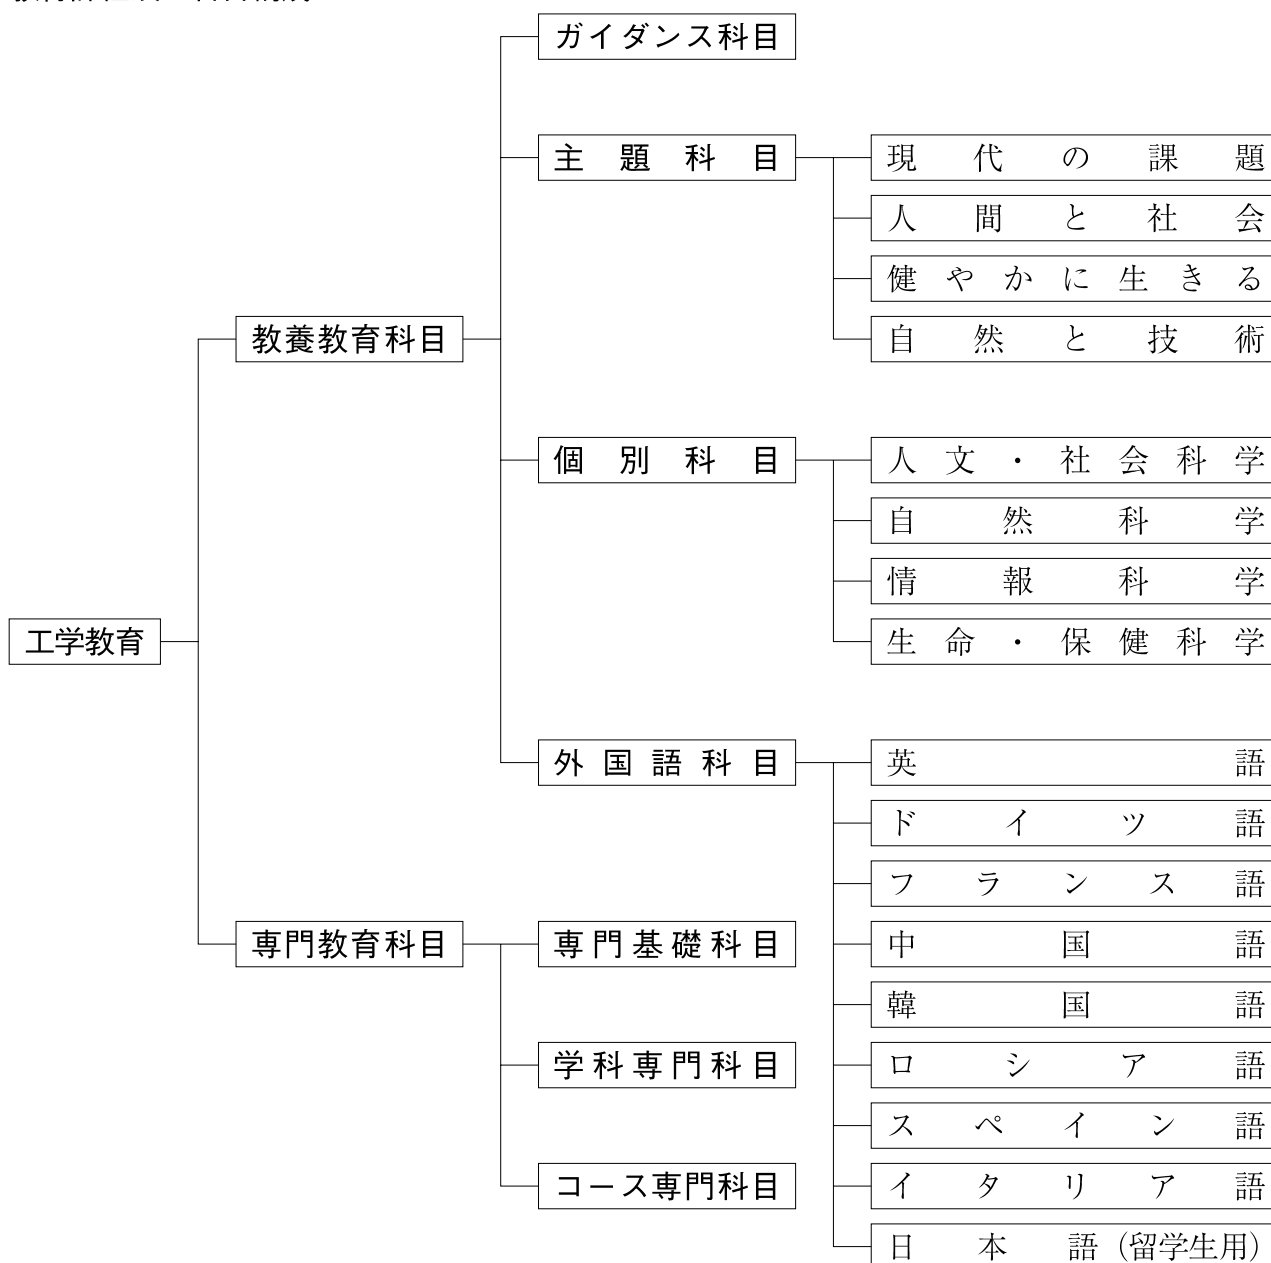 ガイダンス科目
主題科目
現代の課題
人間と社会
健やかに生きる
自然と技術
教養教育科目
個別科目
人文・社会科学
自然科学
情報科学
生命・保健科学
工学教育
外国語科目
英語
ドイツ語
フランス語
専門教育科目
専門基礎科目
中国語
韓国語
学科専門科目
ロシア語
スペイン語
コース専門科目
イタリア語
日本語(留学生用)